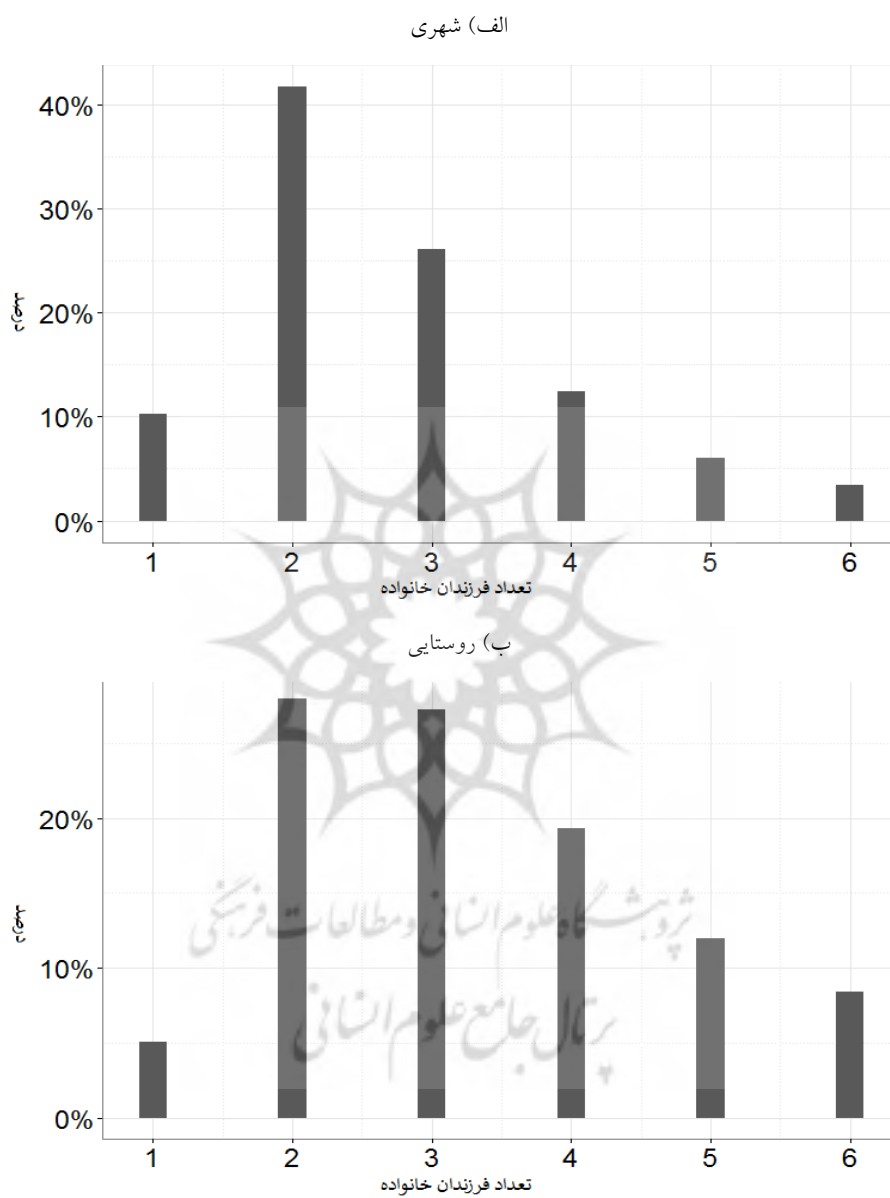 الف) شهری
40%
30%
20%
10%
0%
درصد
1 2 3 4 5 6
تعداد فرزندان خانواده
ب) روستایی
20%
پژوهشگاه علوم انسانی و مطالعات فرهنگی
10%
پرتال جامع علوم انسانی
0%
درصد
1 2 3 4 5 6
تعداد فرزندان خانواده